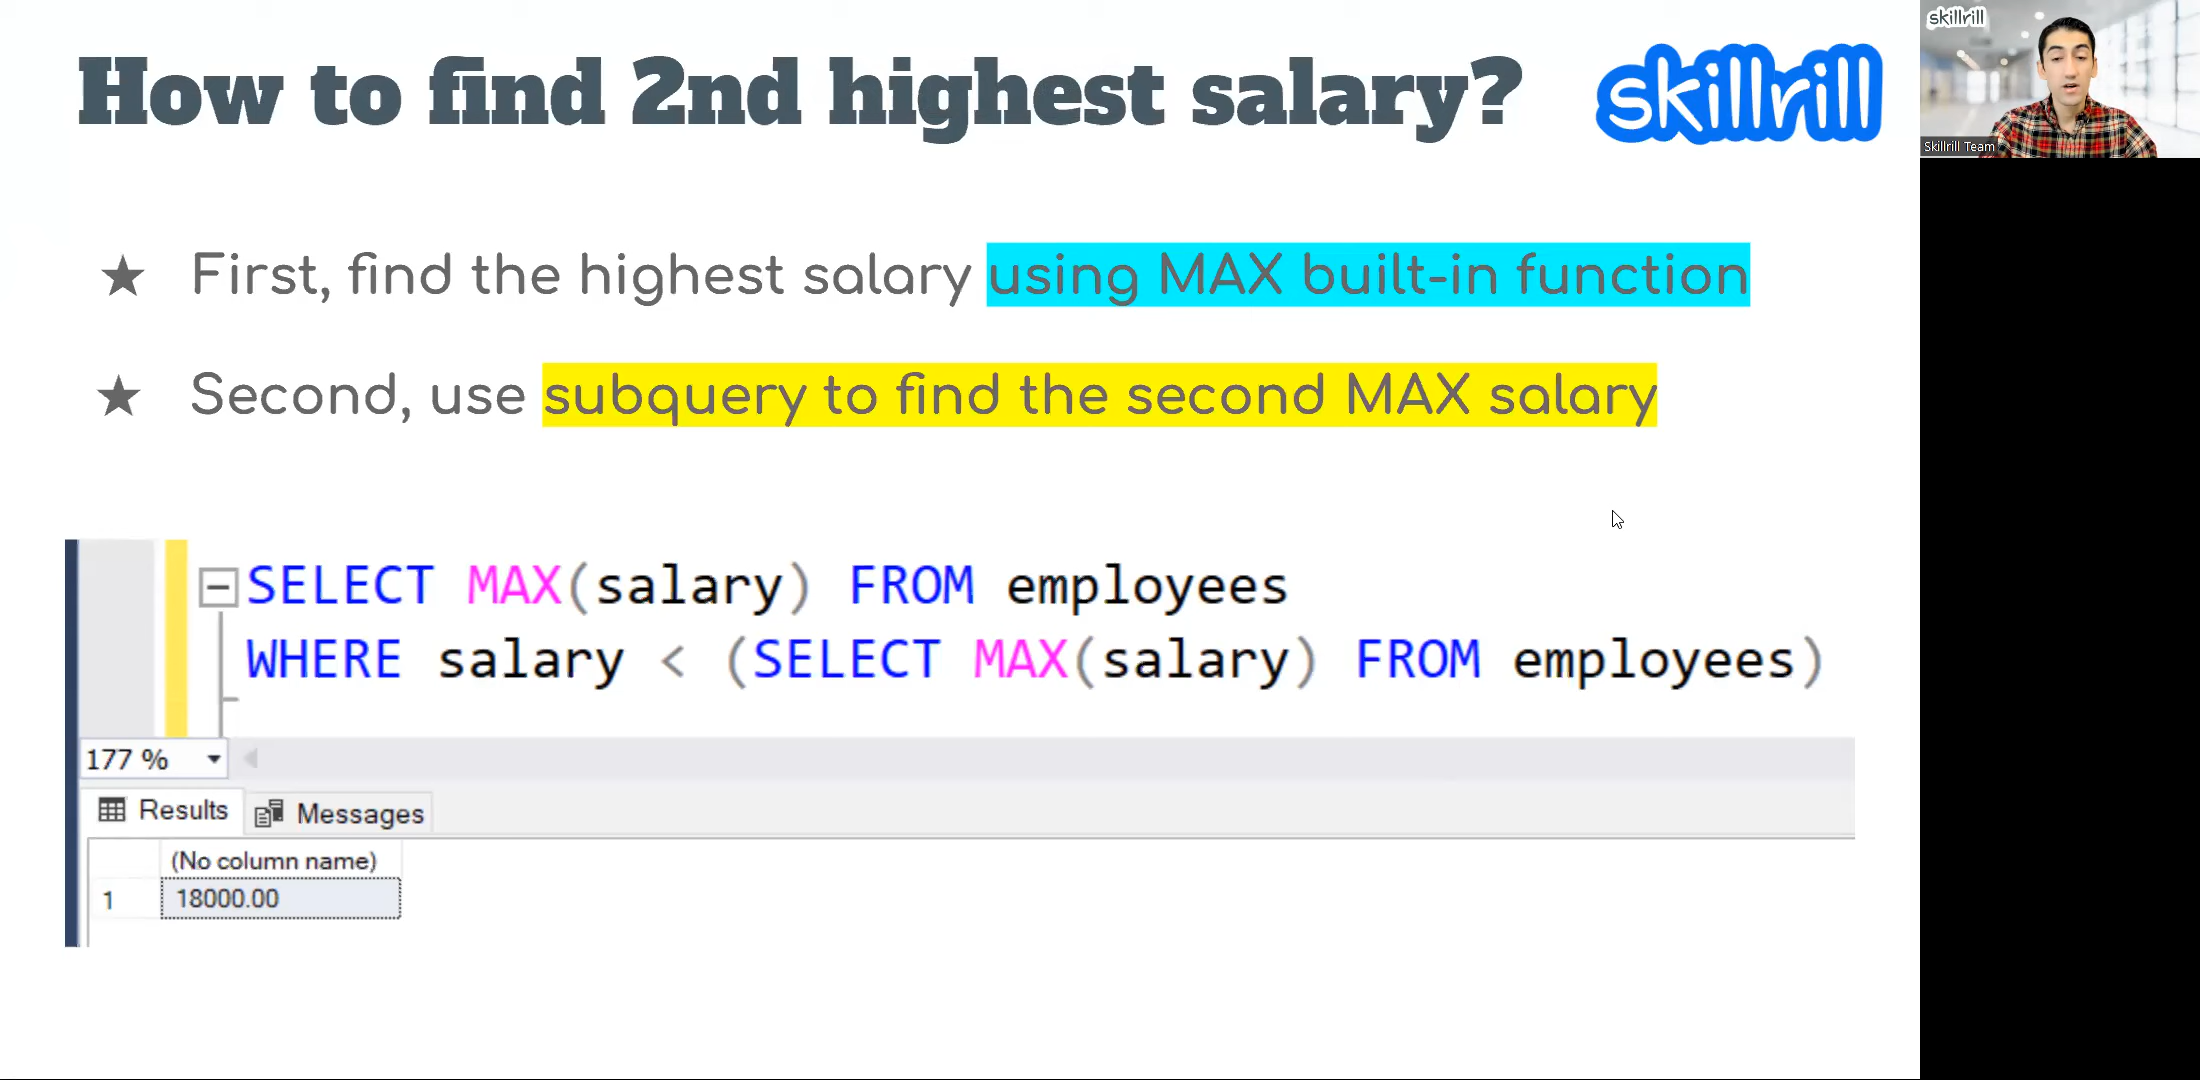 How to find 2nd highest salary?
skillrill
skillrill
Skillrill Team
★ First, find the highest salary using MAX built-in function
★ Second, use subquery to find the second MAX salary
SELECT MAX(salary) FROM employees
WHERE salary < (SELECT MAX(salary) FROM employees)
177 %
Results Messages
(No column name)
1 18000.00